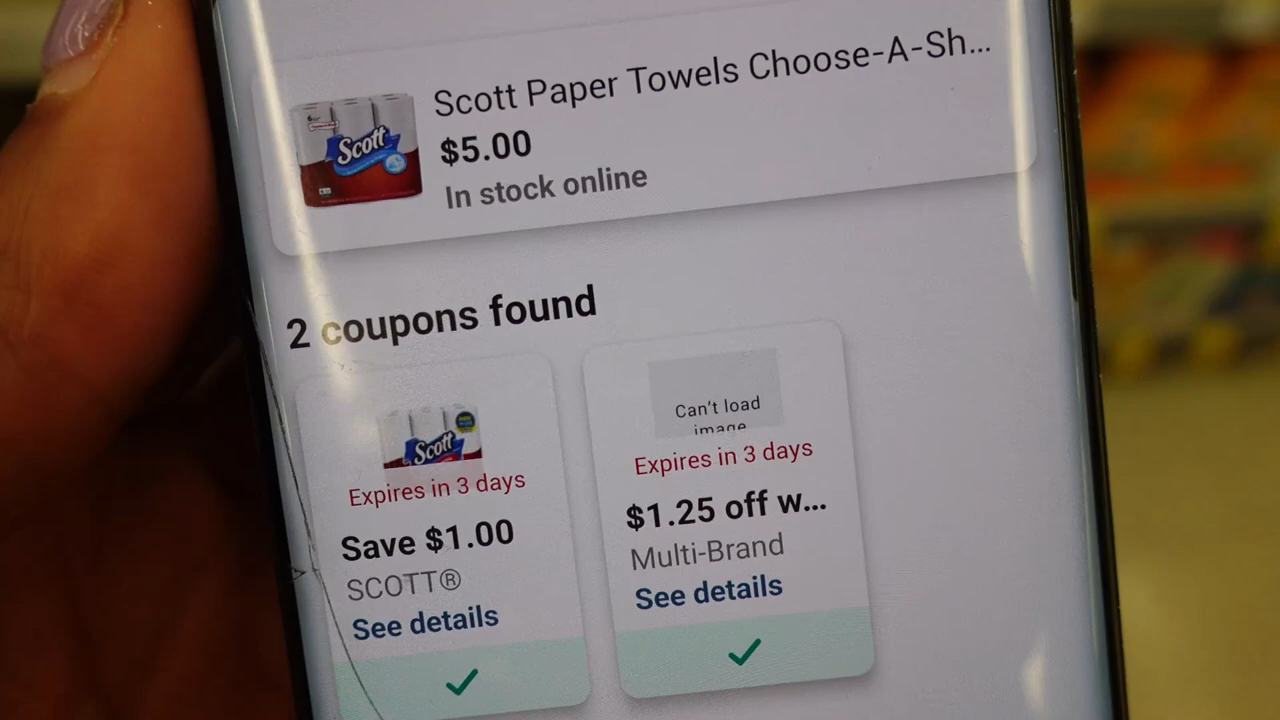 Scott Paper Towels Choose-A-Sh...
$5.00
In stock online
Scott
2 coupons found
Scott
Expires in 3 days
Save $1.00
SCOTT®
See details
Can't load
image
Expires in 3 days
$1.25 off w...
Multi-Brand
See details